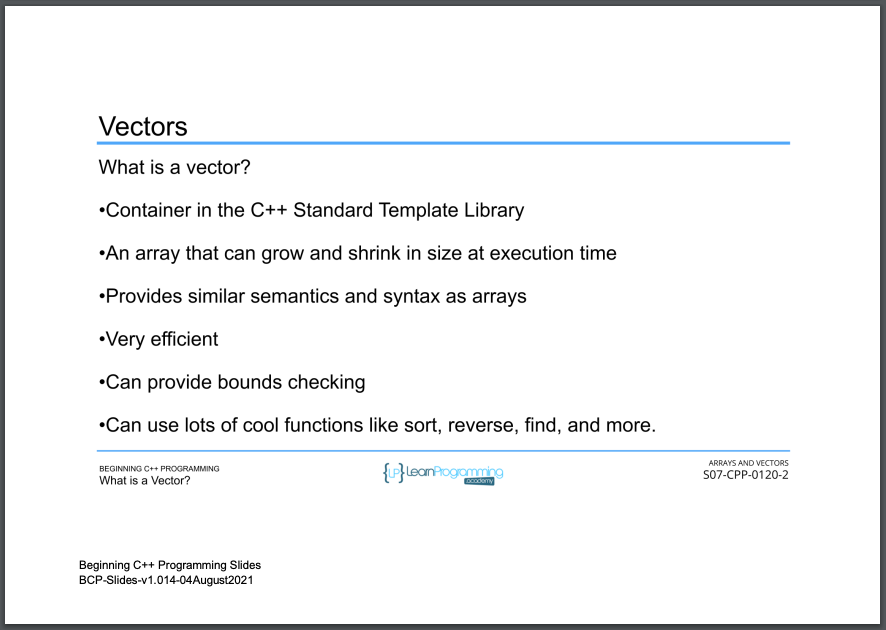 Vectors
What is a vector?
•Container in the C++ Standard Template Library
•An array that can grow and shrink in size at execution time
•Provides similar semantics and syntax as arrays
•Very efficient
•Can provide bounds checking
•Can use lots of cool functions like sort, reverse, find, and more.
BEGINNING C++ PROGRAMMING
What is a Vector?
{LP} LearnProgramming
academy
ARRAYS AND VECTORS
S07-CPP-0120-2
Beginning C++ Programming Slides
BCP-Slides-v1.014-04August2021